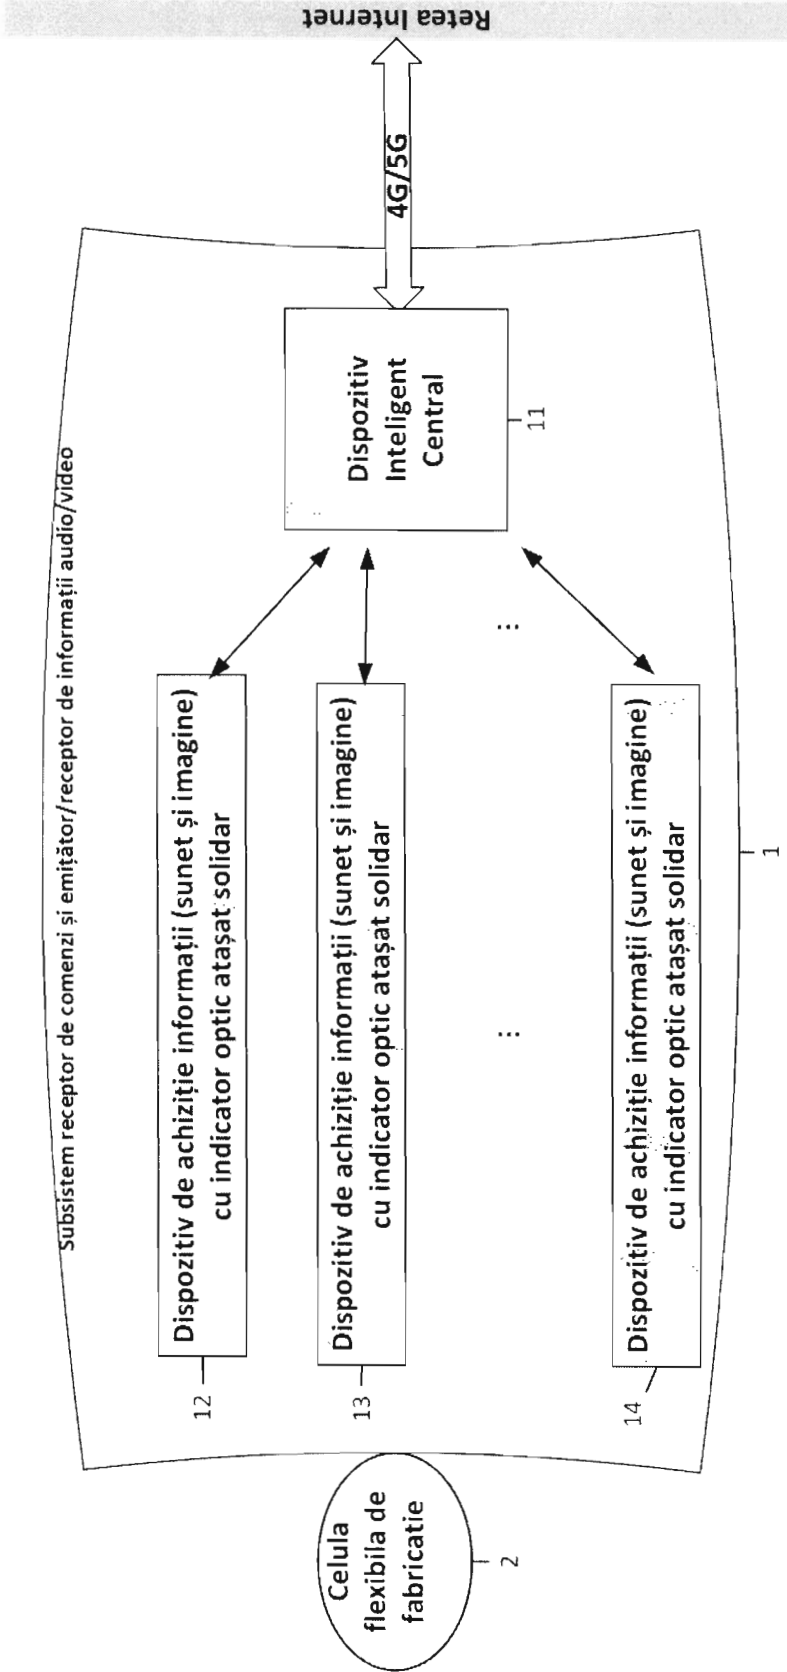 Subsistem receptor de comenzi și emițător/receptor de informații audio/video
Dispozitiv de achiziție informații (sunet și imagine)
cu indicator optic atașat solidar
12
Dispozitiv de achiziție informații (sunet și imagine)
cu indicator optic atașat solidar
13
...
...
Dispozitiv de achiziție informații (sunet și imagine)
cu indicator optic atașat solidar
14
Dispozitiv
Inteligent
Central
11
4G/5G
Retea Internet
Celula
flexibila de
fabricatie
2
1